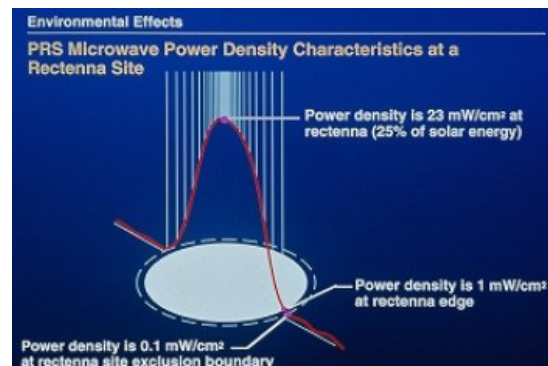 Environmental Effects
PRS Microwave Power Density Characteristics at a
Rectenna Site
Power density is 23 mW/cm²  at
rectenna (25% of solar energy)
Power density is 1 mW/cm²
at rectenna edge
Power density is 0.1 mW/cm²
at rectenna site exclusion boundary